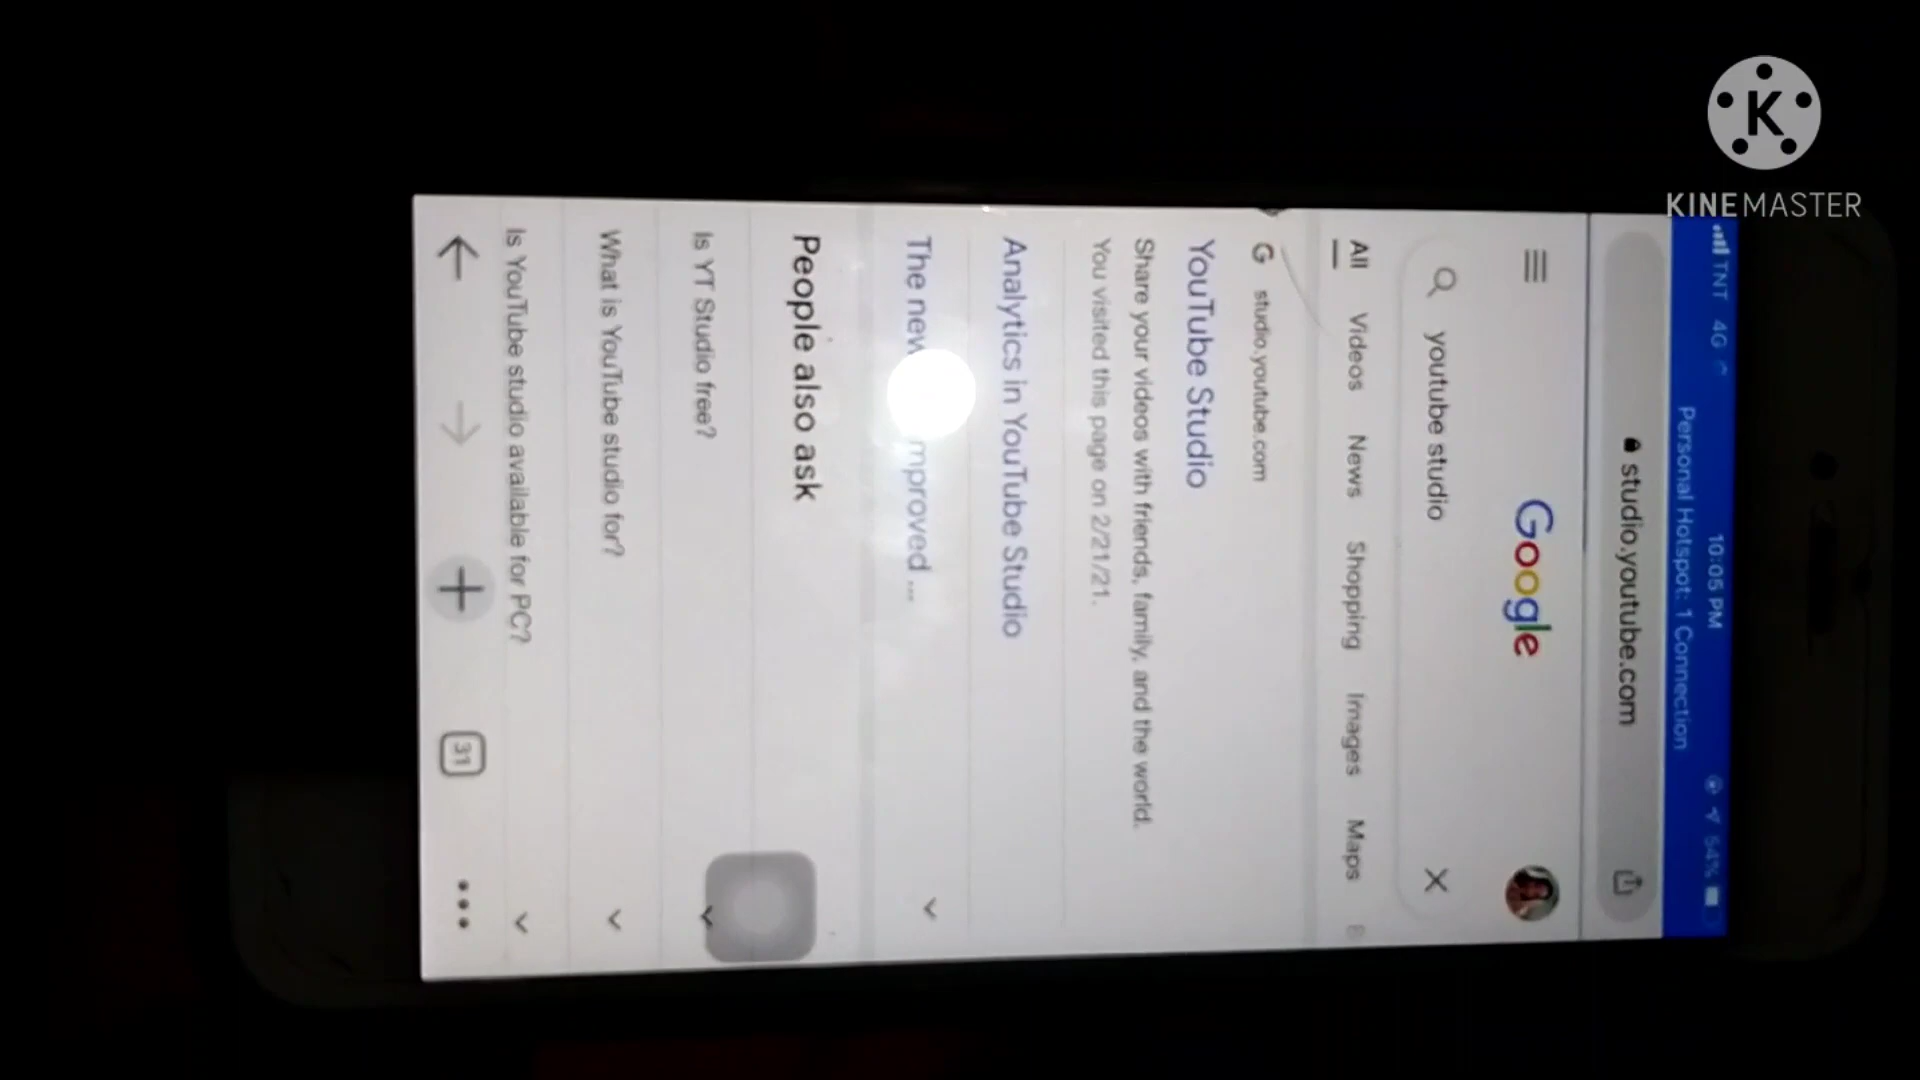 KINEMASTER
TNT 4G 10:05 PM 54%
Personal Hotspot: 1 Connection
studio.youtube.com
Google
youtube studio
All Videos News Shopping Images Maps
G studio.youtube.com
YouTube Studio
Share your videos with friends, family, and the world.
You visited this page on 2/21/21.
Analytics in YouTube Studio
The new mproved ...
People also ask
Is YT Studio free?
What is YouTube studio for?
Is YouTube studio available for PC?
31